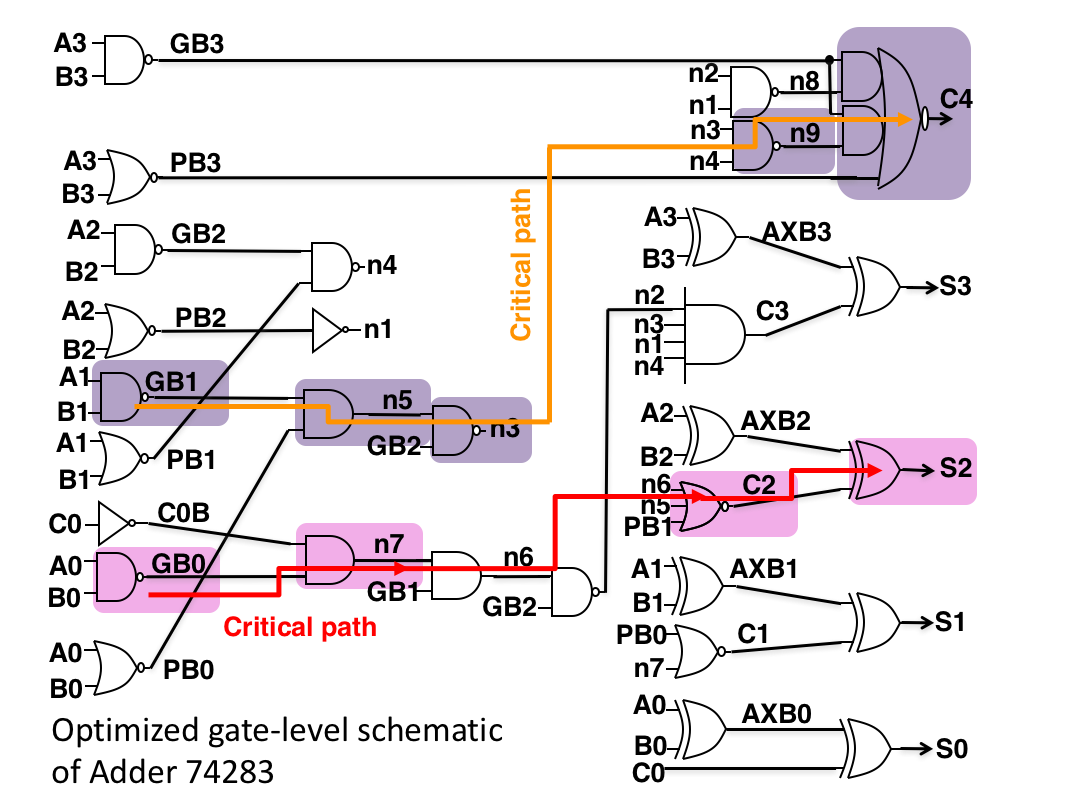 A3
GB3
B3
n2
n8
n1
C4
n3
n9
n4
A3
PB3
B3
Critical path
A2
GB2
B2
n4
A2
PB2
n1
B2
A1
GB1
B1
n5
GB2
n3
A1
PB1
B1
C0
C0B
A0
GB0
B0
n7
GB1
n6
GB2
Critical path
A0
PB0
B0
A3
AXB3
B3
S3
n2
n3
n1
n4
C3
A2
AXB2
B2
n6
n5
PB1
C2
S2
A1
AXB1
B1
S1
PB0
C1
n7
A0
AXB0
B0
C0
S0
Optimized gate-level schematic
of Adder 74283